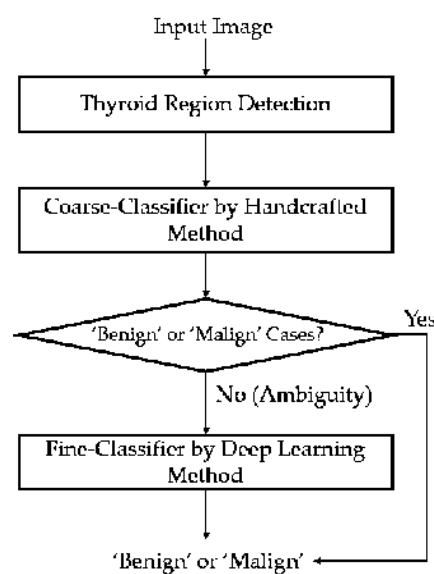 Input Image
Thyroid Region Detection
Coarse-Classifier by Handcrafted
Method
'Benign' or 'Malign' Cases?
Yes
No (Ambiguity)
Fine-Classifier by Deep Learning
Method
'Benign' or 'Malign'